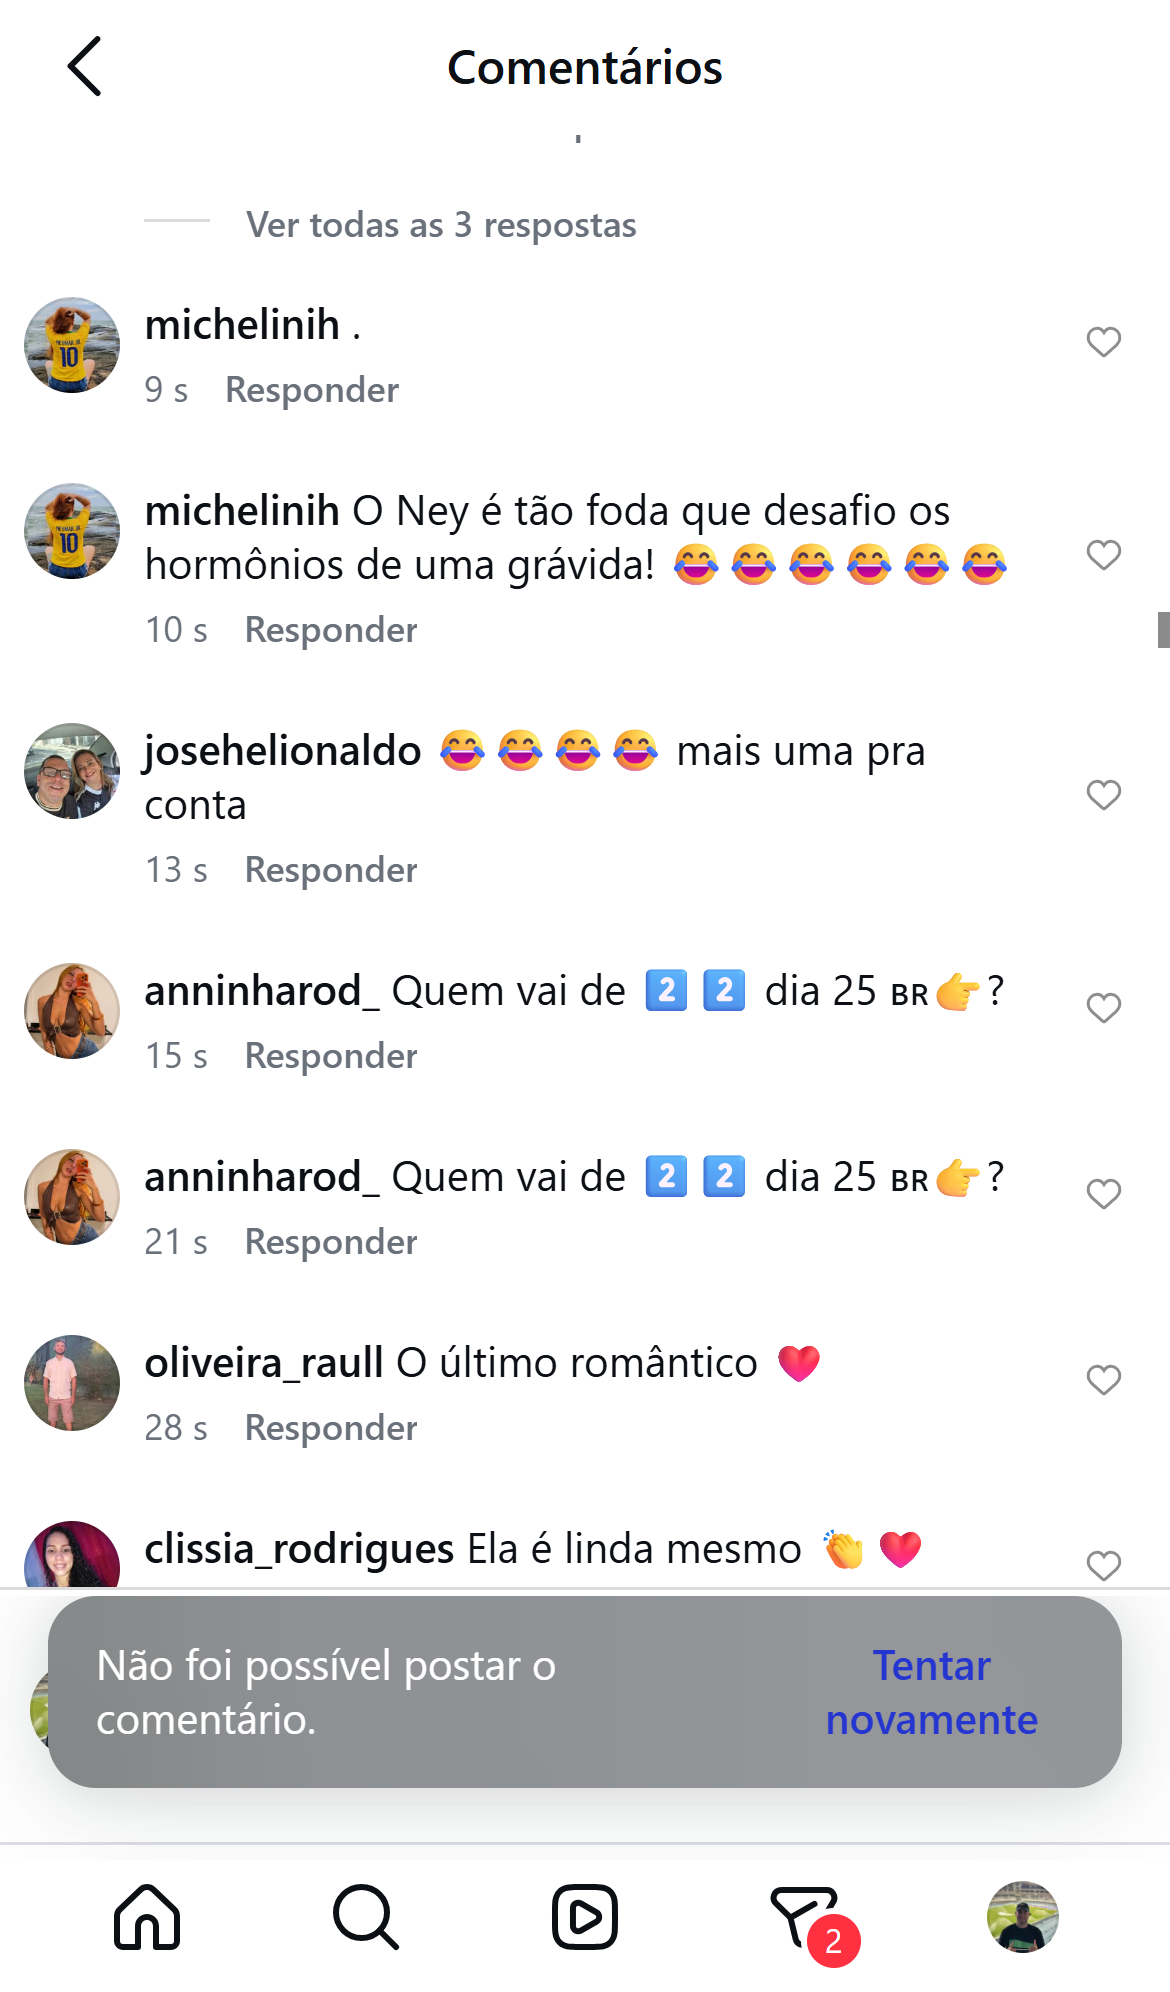 Comentários
Ver todas as 3 respostas
michelinih .
9 s Responder
michelinih O Ney é tão foda que desafio os
hormônios de uma grávida! 😂😂😂😂😂😂
10 s Responder
josehelionaldo 😂😂😂😂 mais uma pra
conta
13 s Responder
anninharod_ Quem vai de 2️⃣ 2️⃣ dia 25 🇧🇷👉?
15 s Responder
anninharod_ Quem vai de 2️⃣ 2️⃣ dia 25 🇧🇷👉?
21 s Responder
oliveira_raull O último romântico ❤️
28 s Responder
clissia_rodrigues Ela é linda mesmo 👏❤️
Não foi possível postar o
comentário.
Tentar
novamente
2